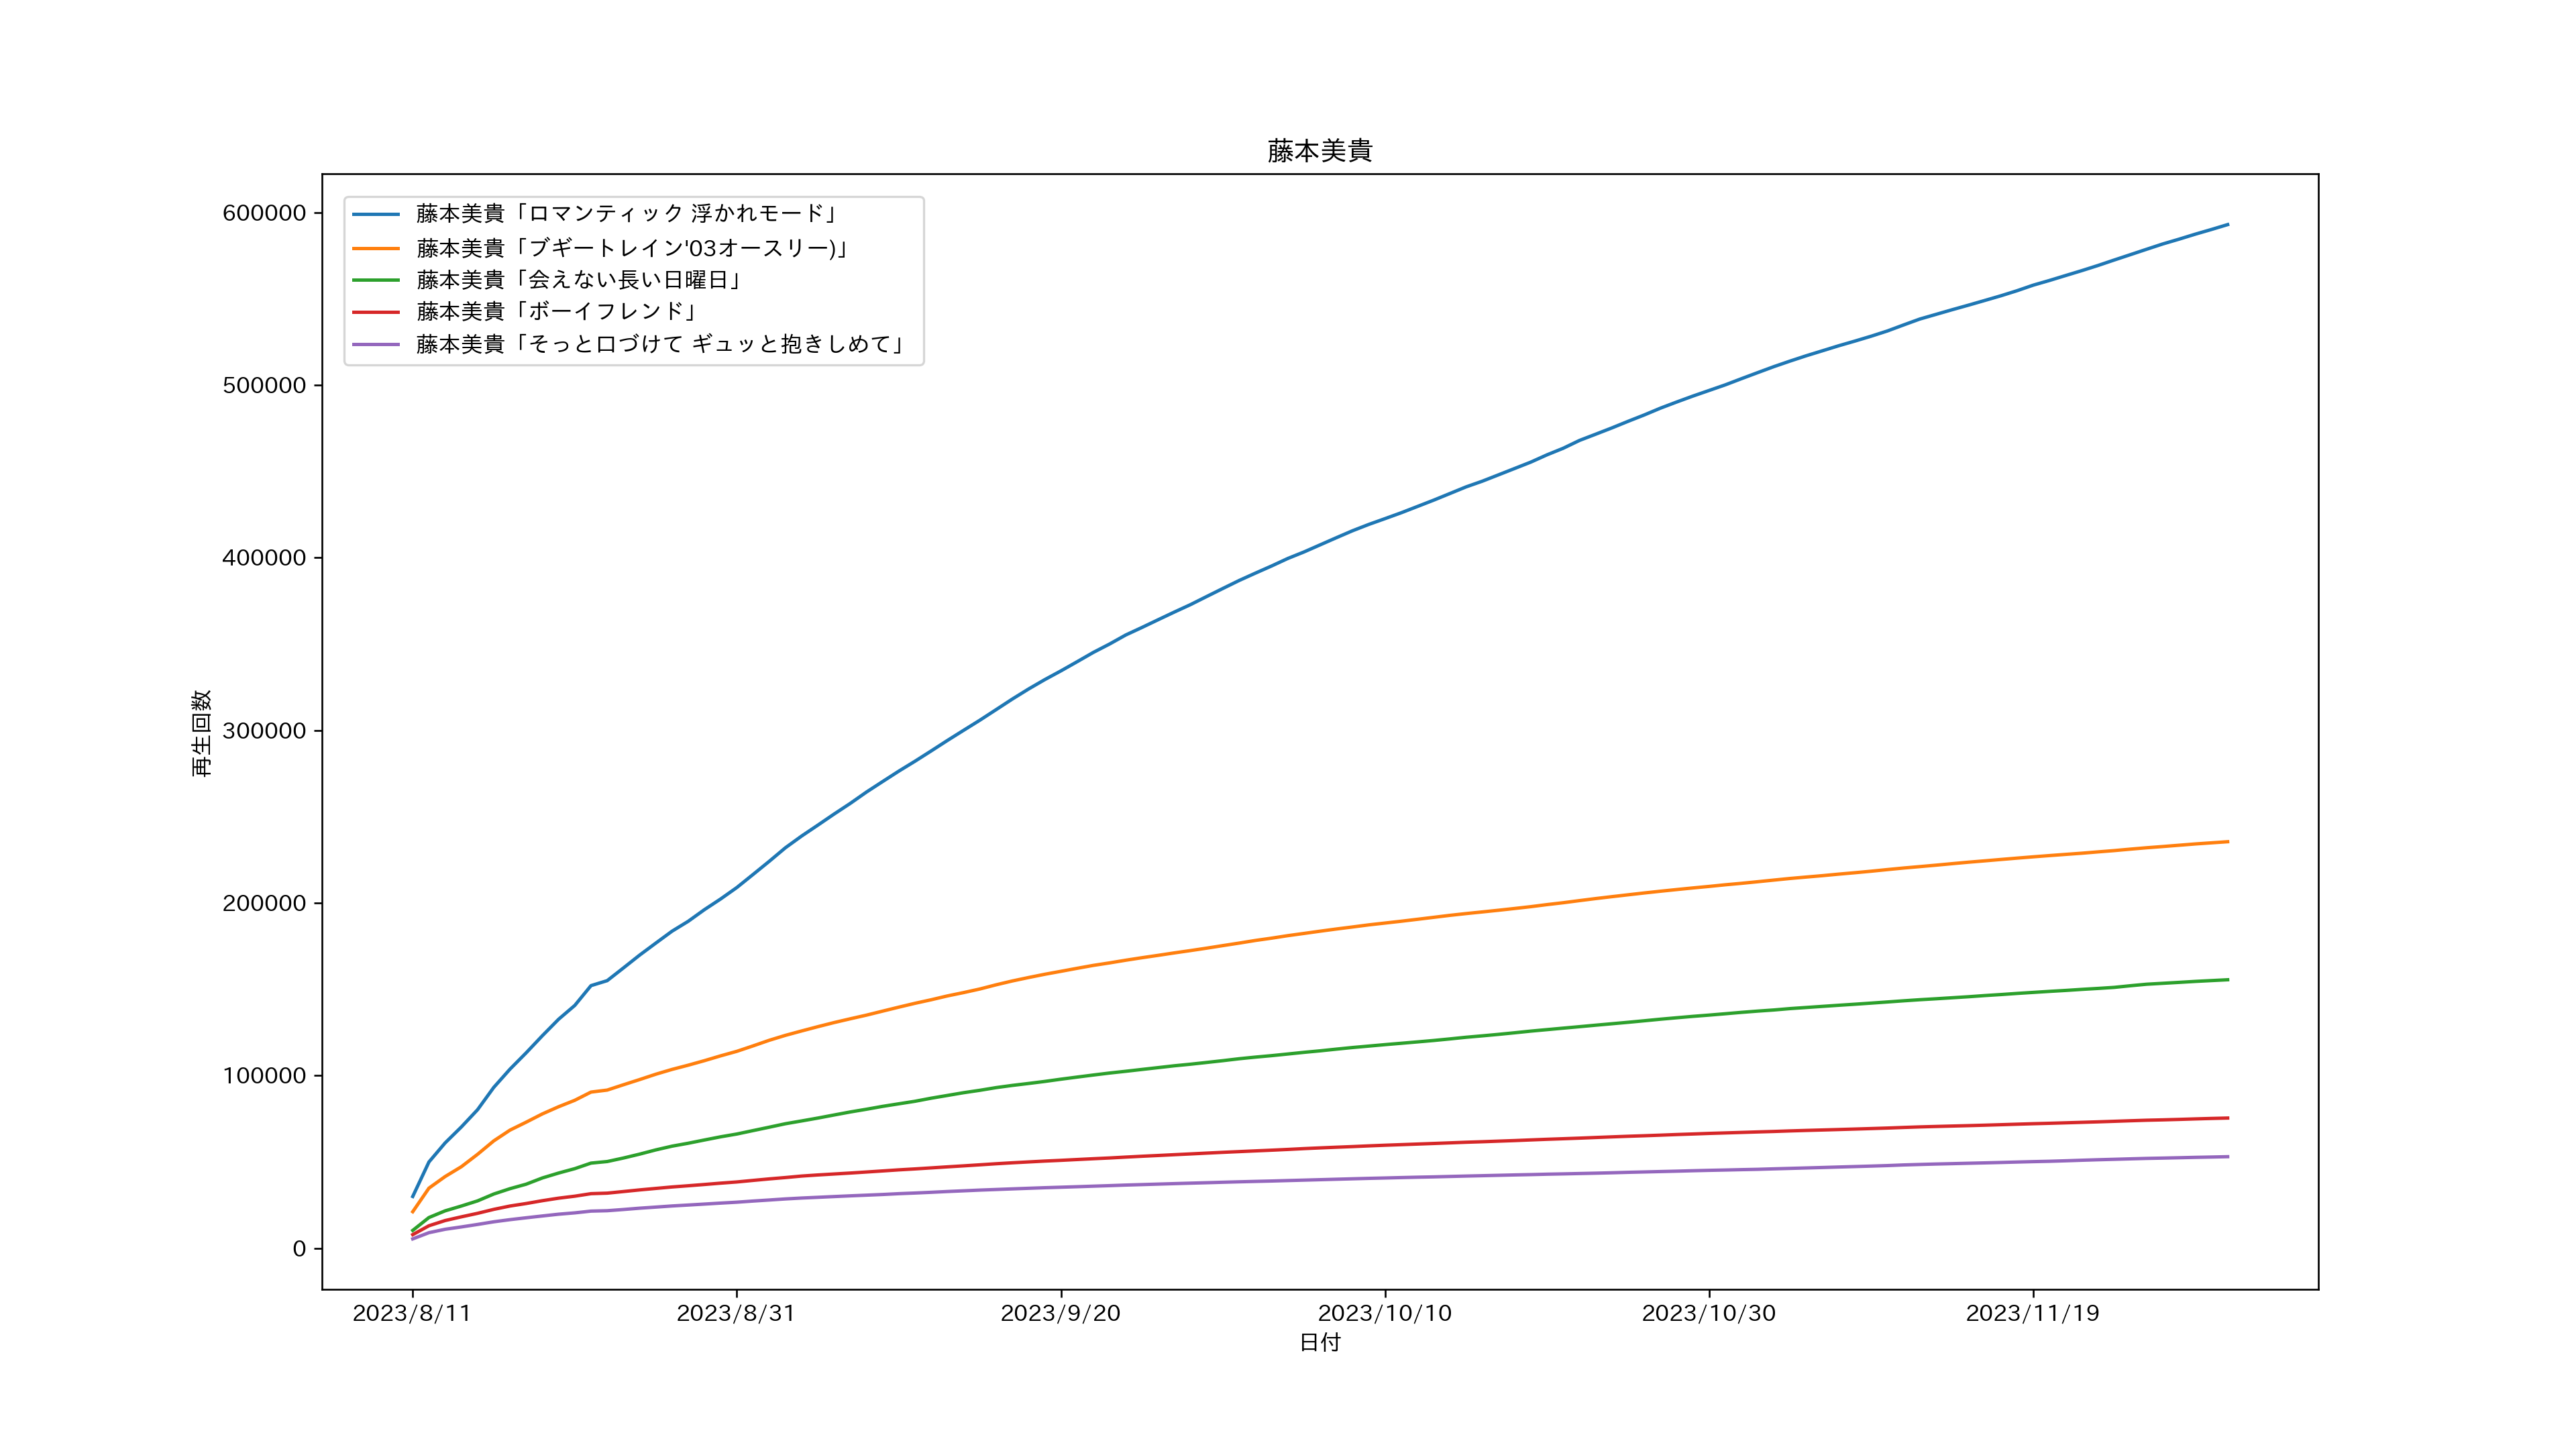 藤本美貴
藤本美貴「ロマンティック 浮かれモード」
藤本美貴「ブギートレイン'03オースリー)」
藤本美貴「会えない長い日曜日」
藤本美貴「ボーイフレンド」
藤本美貴「そっと口づけて ギュッと抱きしめて」
600000
500000
400000
300000
200000
100000
0
再生回数
2023/8/11
2023/8/31
2023/9/20
2023/10/10
2023/10/30
2023/11/19
日付